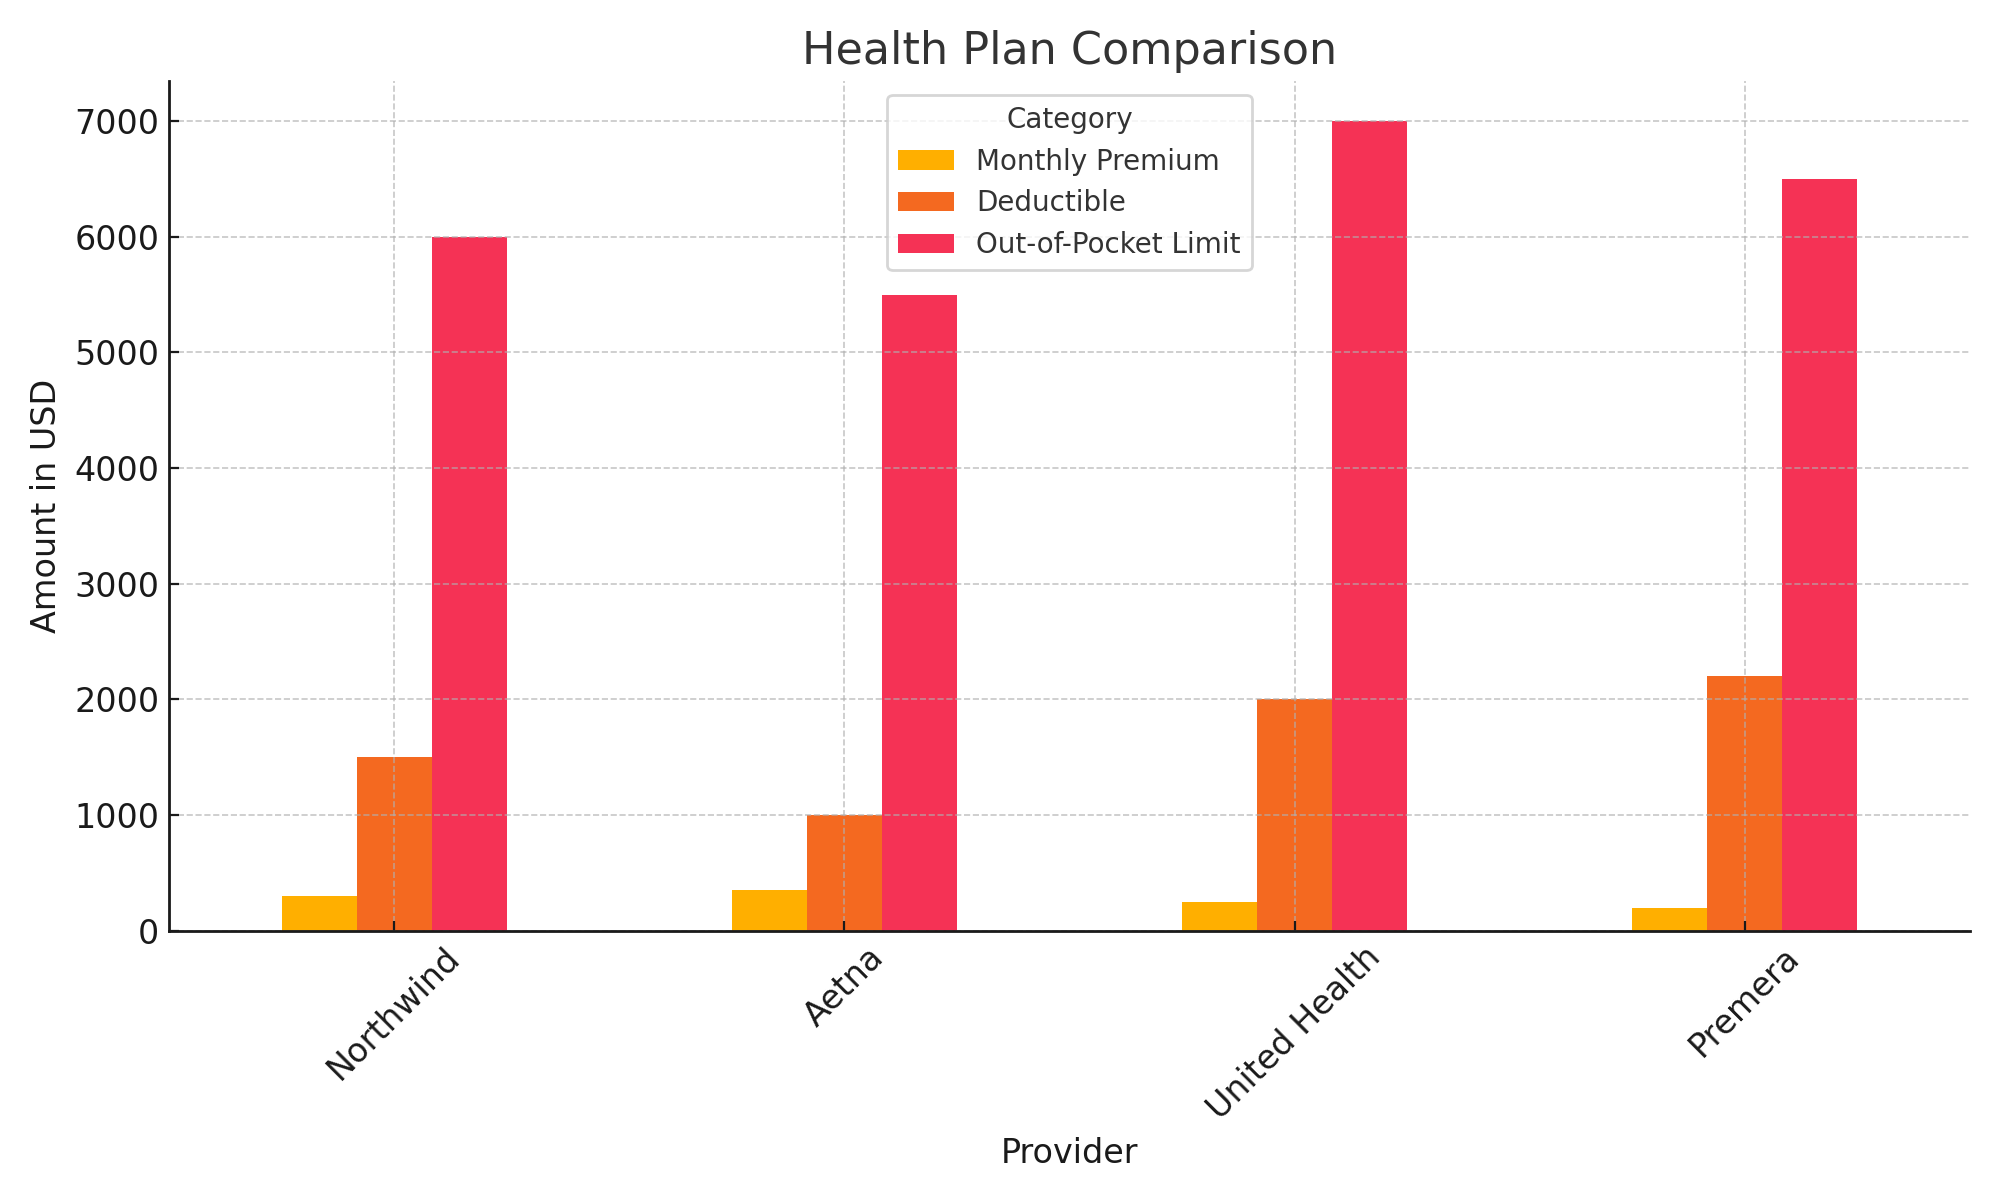 Health Plan Comparison
Category
Monthly Premium
Deductible
Out-of-Pocket Limit
7000
6000
5000
4000
3000
2000
1000
0
Amount in USD
Northwind
Aetna
United Health
Premera
Provider